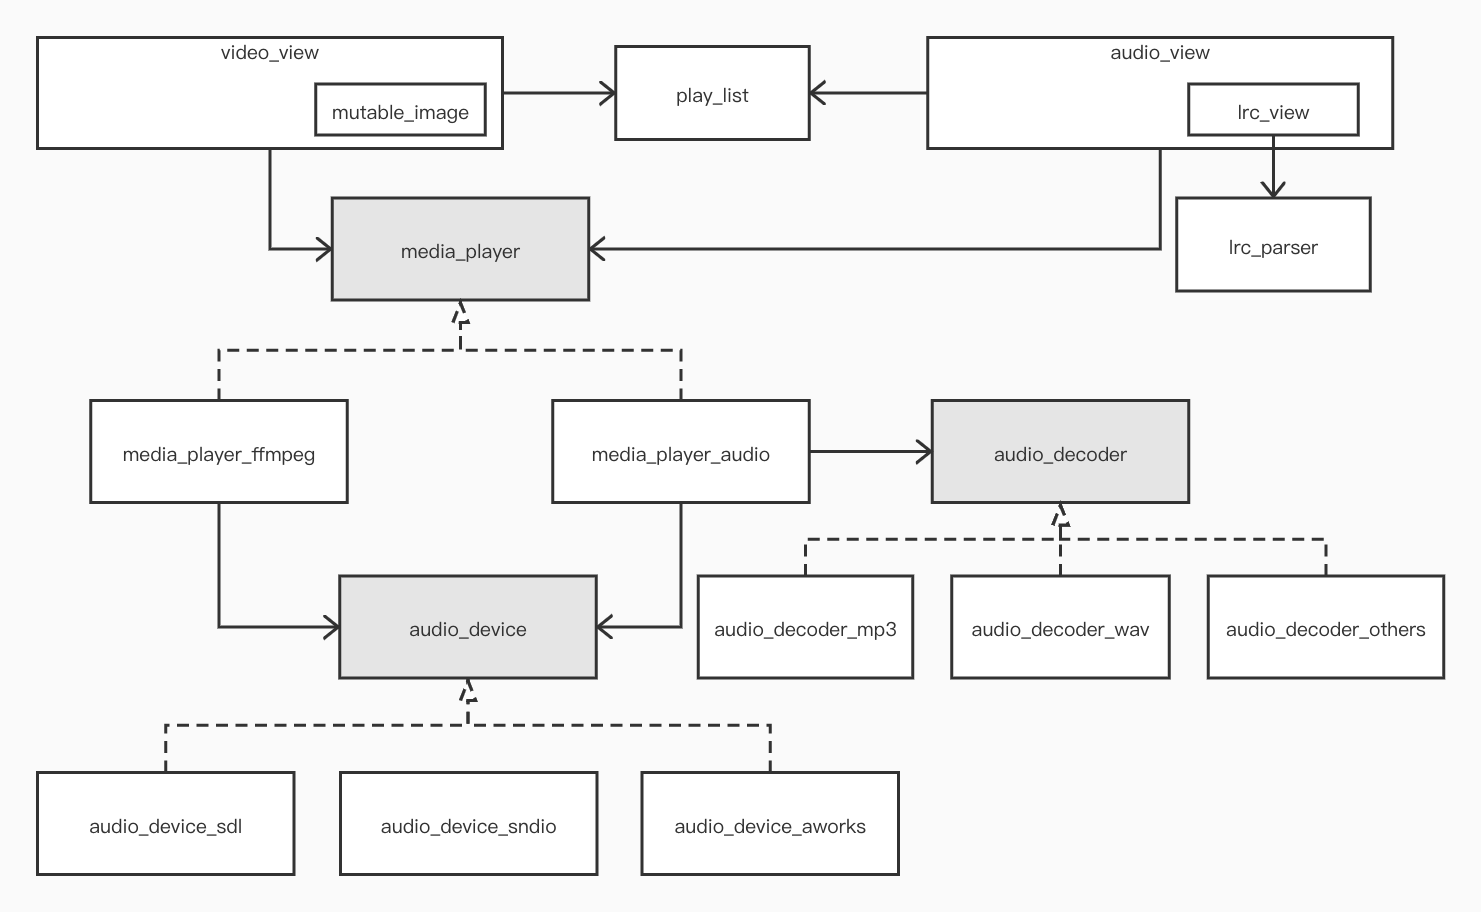 video_view
mutable_image
play_list
audio_view
lrc_view
media_player
lrc_parser
media_player_ffmpeg
media_player_audio
audio_decoder
audio_device
audio_decoder_mp3
audio_decoder_wav
audio_decoder_others
audio_device_sdl
audio_device_sndio
audio_device_aworks